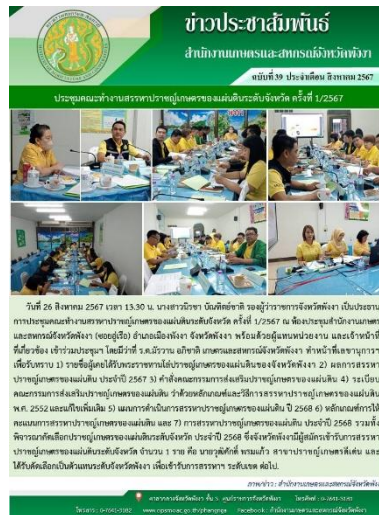 ข่าวประชาสัมพันธ์
สำนักงานเกษตรและสหกรณ์จังหวัดพังงา
ฉบับที่ 39 ประจำเดือน สิงหาคม 2567
ประชุมคณะทำงานสรรหาปราชญ์เกษตรของแผ่นดินระดับจังหวัด ครั้งที่ 1/2567
วันที่ 26 สิงหาคม 2567 เวลา 13.30 น. นางสาวนิรชา บัณฑิตย์ชาติ รองผู้ว่าราชการจังหวัดพังงา เป็นประธาน
การประชุมคณะทำงานสรรหาปราชญ์เกษตรของแผ่นดินระดับจังหวัด ครั้งที่ 1/2567 ณ ห้องประชุมสำนักงานเกษตร
และสหกรณ์จังหวัดพังงา (ซอยอู่เรือ) อำเภอเมืองพังงา จังหวัดพังงา พร้อมด้วยผู้แทนหน่วยงาน และเจ้าหน้าที่
ที่เกี่ยวข้อง เข้าร่วมประชุมฯ โดยมีว่าที่ ร.ต.มัรวาน อภิชาติ เกษตรและสหกรณ์จังหวัดพังงา ทำหน้าที่เลขานุการฯ
เพื่อรับทราบ 1) รายชื่อผู้เคยได้รับพระราชทานโล่ปราชญ์เกษตรของแผ่นดินของจังหวัดพังงา 2) ผลการสรรหา
ปราชญ์เกษตรของแผ่นดิน ประจำปี 2567 3) คำสั่งคณะกรรมการส่งเสริมปราชญ์เกษตรของแผ่นดิน 4) ระเบียบ
คณะกรรมการส่งเสริมปราชญ์เกษตรของแผ่นดิน ว่าด้วยหลักเกณฑ์และวิธีการสรรหาปราชญ์เกษตรของแผ่นดิน
พ.ศ. 2552 และแก้ไขเพิ่มเติม 5) แผนการดำเนินการสรรหาปราชญ์เกษตรของแผ่นดิน ปี 2568 6) หลักเกณฑ์การให้
คะแนนการสรรหาปราชญ์เกษตรของแผ่นดิน และ 7) การสรรหาปราชญ์เกษตรของแผ่นดิน ประจำปี 2568 รวมทั้ง
พิจารณาคัดเลือกปราชญ์เกษตรของแผ่นดินระดับจังหวัด ประจำปี 2568 ซึ่งจังหวัดพังงามีผู้สมัครเข้ารับการสรรหา
ปราชญ์เกษตรของแผ่นดินระดับจังหวัด จำนวน 1 ราย คือ นายวุฒิศักดิ์ พรมแก้ว สาขาปราชญ์เกษตรดีเด่น และ
ได้รับคัดเลือกเป็นตัวแทนระดับจังหวัดพังงา เพื่อเข้ารับการสรรหาฯ ระดับเขต ต่อไป.
ภาพ/ข่าว : สำนักงานเกษตรและสหกรณ์จังหวัดพังงา
ศาลากลางจังหวัดพังงา ชั้น 3 ศูนย์ราชการจังหวัดพังงา โทรศัพท์ : 0-7641-3183
โทรสาร : 0-7641-3182 www.opsmoac.go.th/phangnga Facebook : สำนักงานเกษตรและสหกรณ์จังหวัดพังงา